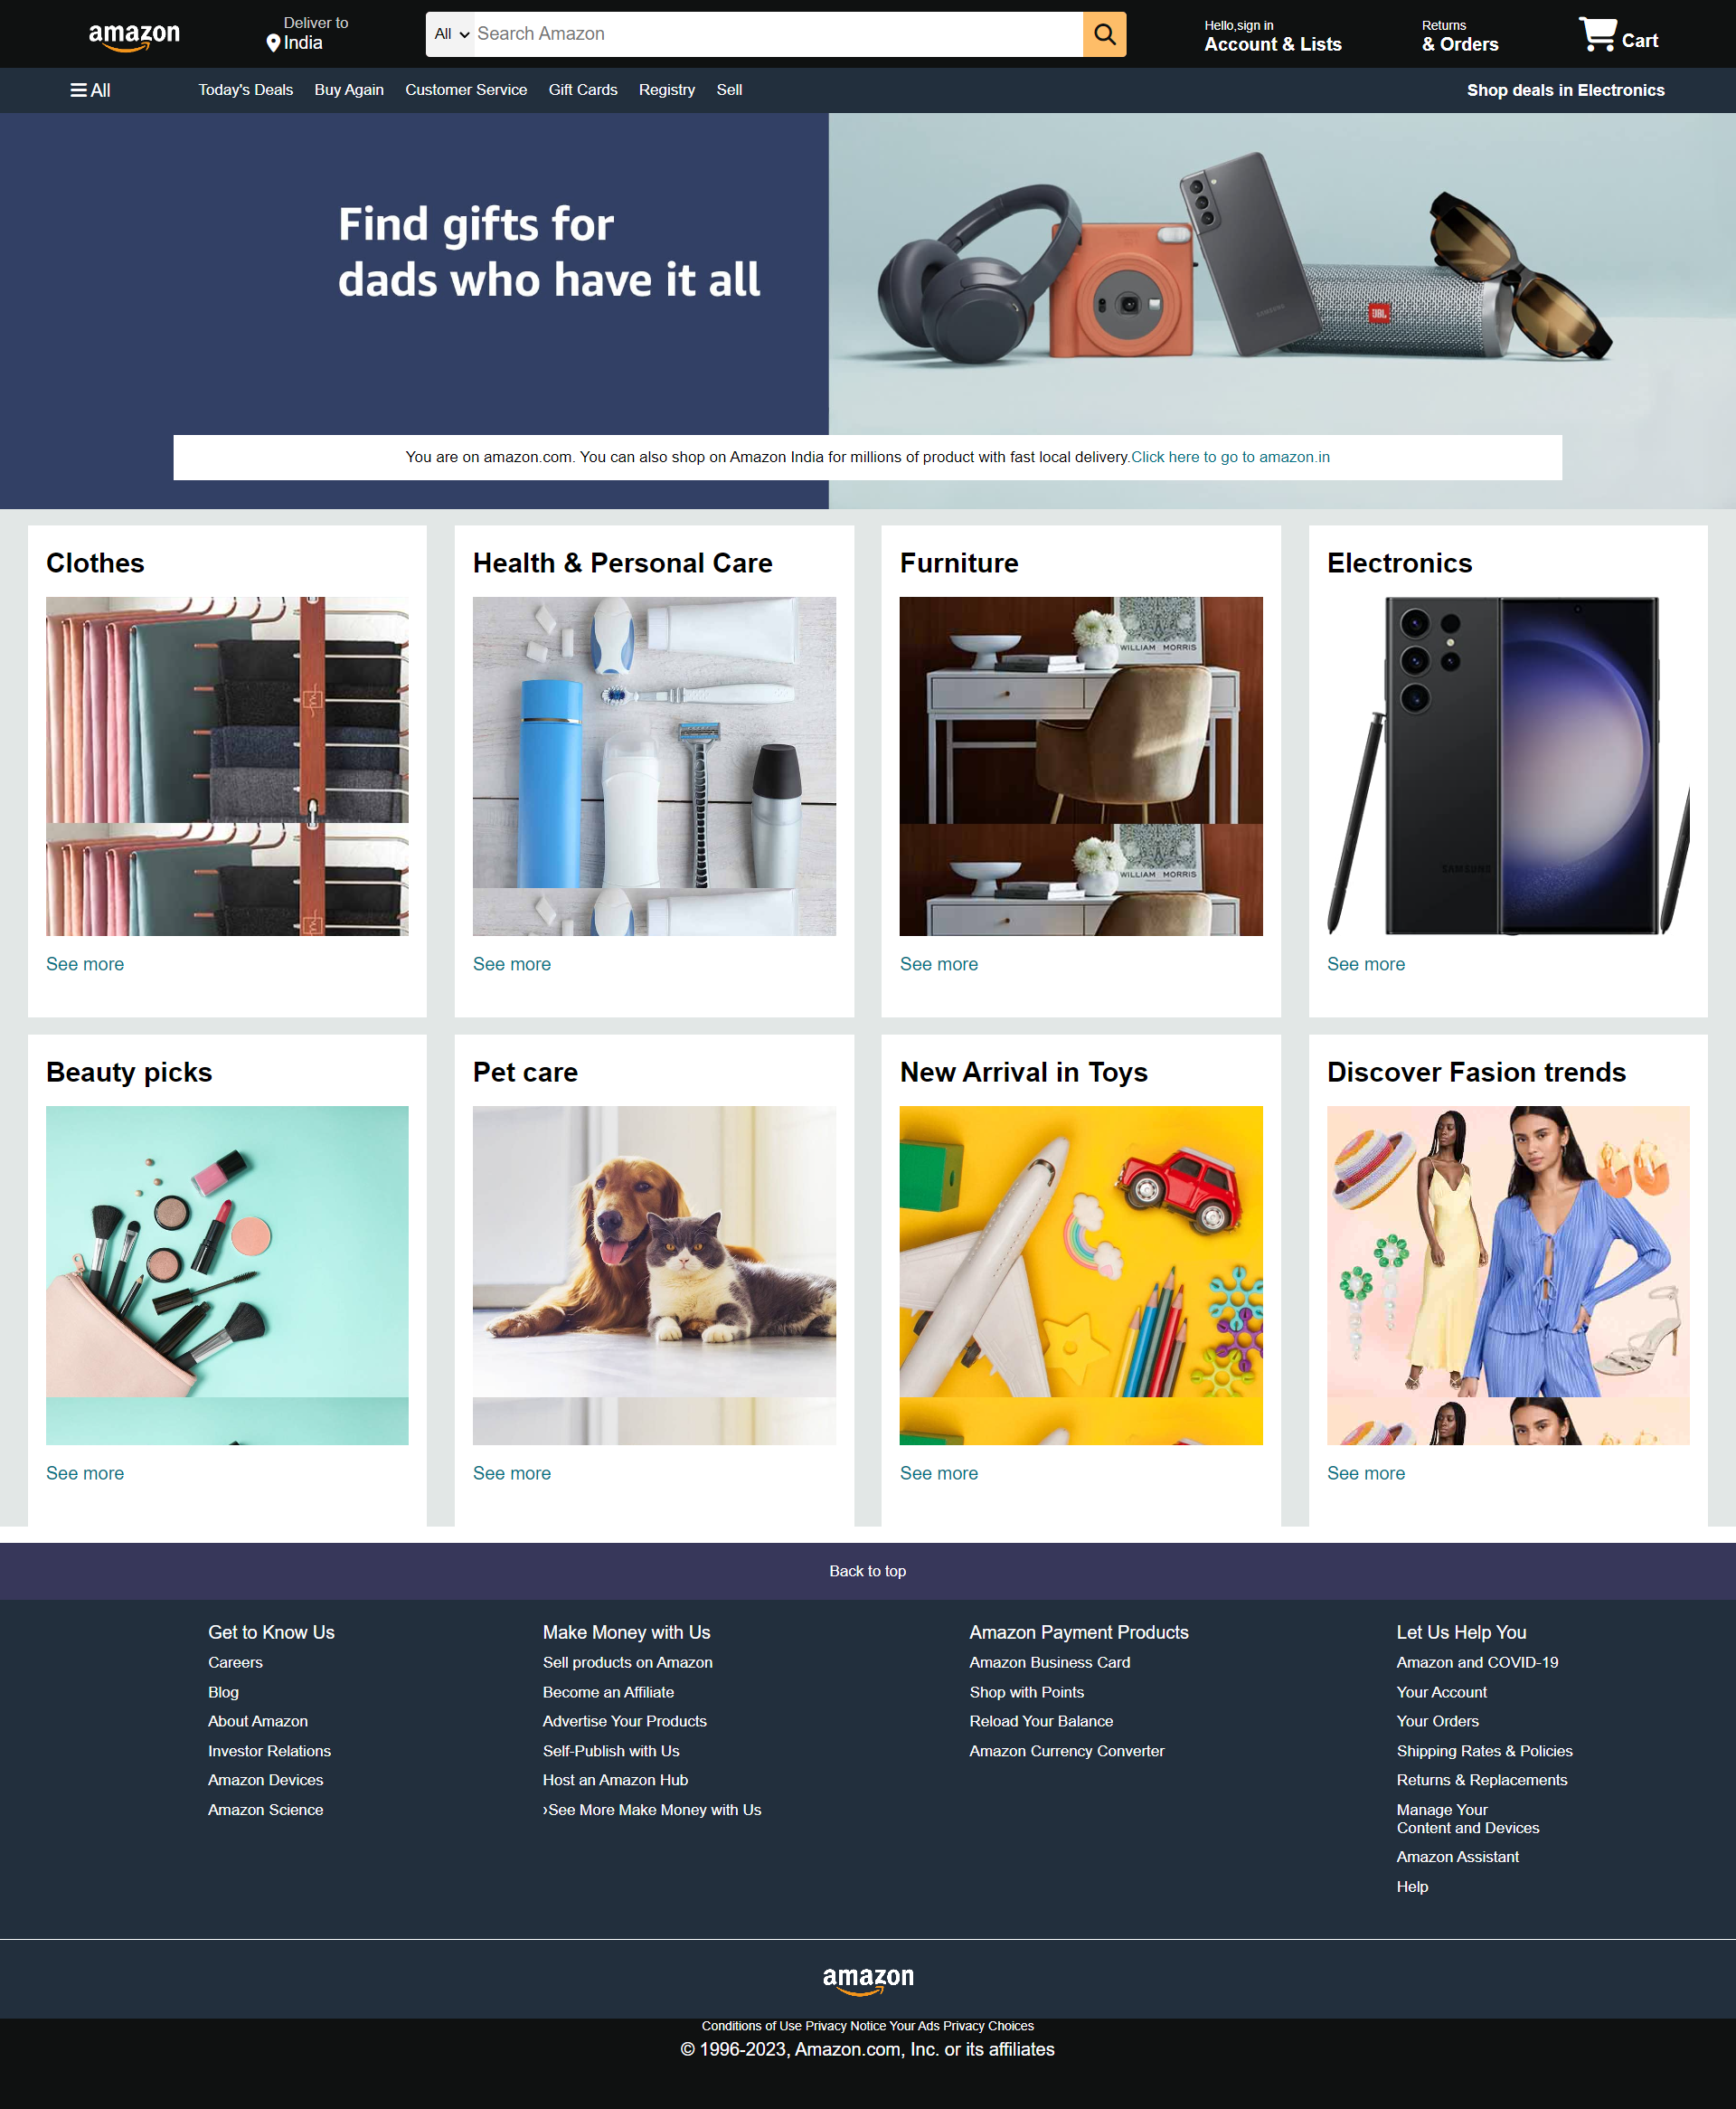 amazon
Deliver to
India
All
Search Amazon
Hello,sign in
Account & Lists
Returns
& Orders
Cart
All
Today's Deals
Buy Again
Customer Service
Gift Cards
Registry
Sell
Shop deals in Electronics
Find gifts for
dads who have it all
JBL
SAMSUNG
You are on amazon.com. You can also shop on Amazon India for millions of product with fast local delivery.Click here to go to amazon.in
Clothes
Health & Personal Care
Furniture
Electronics
WILLIAM MORRIS
WILLIAM MORRIS
SAMSUNG
See more
See more
See more
See more
Beauty picks
Pet care
New Arrival in Toys
Discover Fasion trends
See more
See more
See more
See more
Back to top
Get to Know Us
Careers
Blog
About Amazon
Investor Relations
Amazon Devices
Amazon Science
Make Money with Us
Sell products on Amazon
Become an Affiliate
Advertise Your Products
Self-Publish with Us
Host an Amazon Hub
›See More Make Money with Us
Amazon Payment Products
Amazon Business Card
Shop with Points
Reload Your Balance
Amazon Currency Converter
Let Us Help You
Amazon and COVID-19
Your Account
Your Orders
Shipping Rates & Policies
Returns & Replacements
Manage Your
Content and Devices
Amazon Assistant
Help
amazon
Conditions of Use Privacy Notice Your Ads Privacy Choices
© 1996-2023, Amazon.com, Inc. or its affiliates